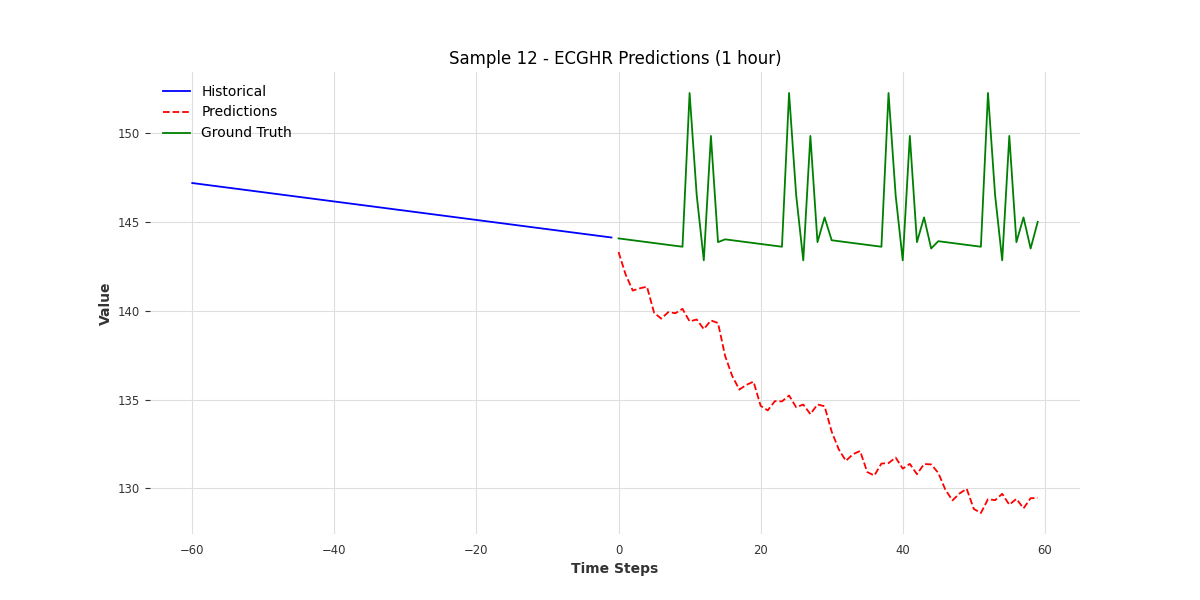 Sample 12 - ECGHR Predictions (1 hour)
Historical
Predictions
Ground Truth
150
145
140
135
130
Value
−60
−40
−20
0
20
40
60
Time Steps